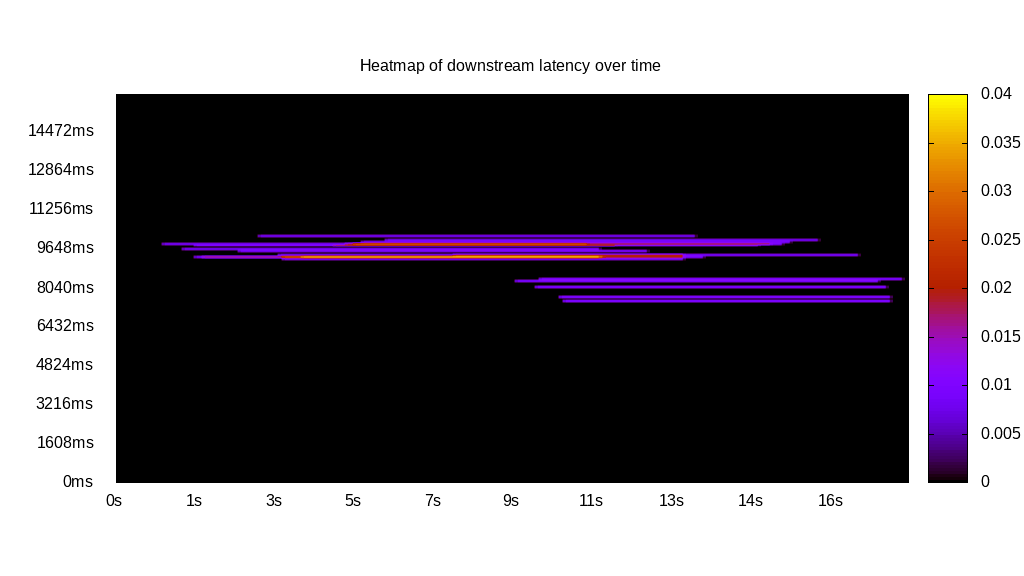 Heatmap of downstream latency over time
14472ms
12864ms
11256ms
9648ms
8040ms
6432ms
4824ms
3216ms
1608ms
0ms
0s 1s 3s 5s 7s 9s 11s 13s 14s 16s
0.04
0.035
0.03
0.025
0.02
0.015
0.01
0.005
0